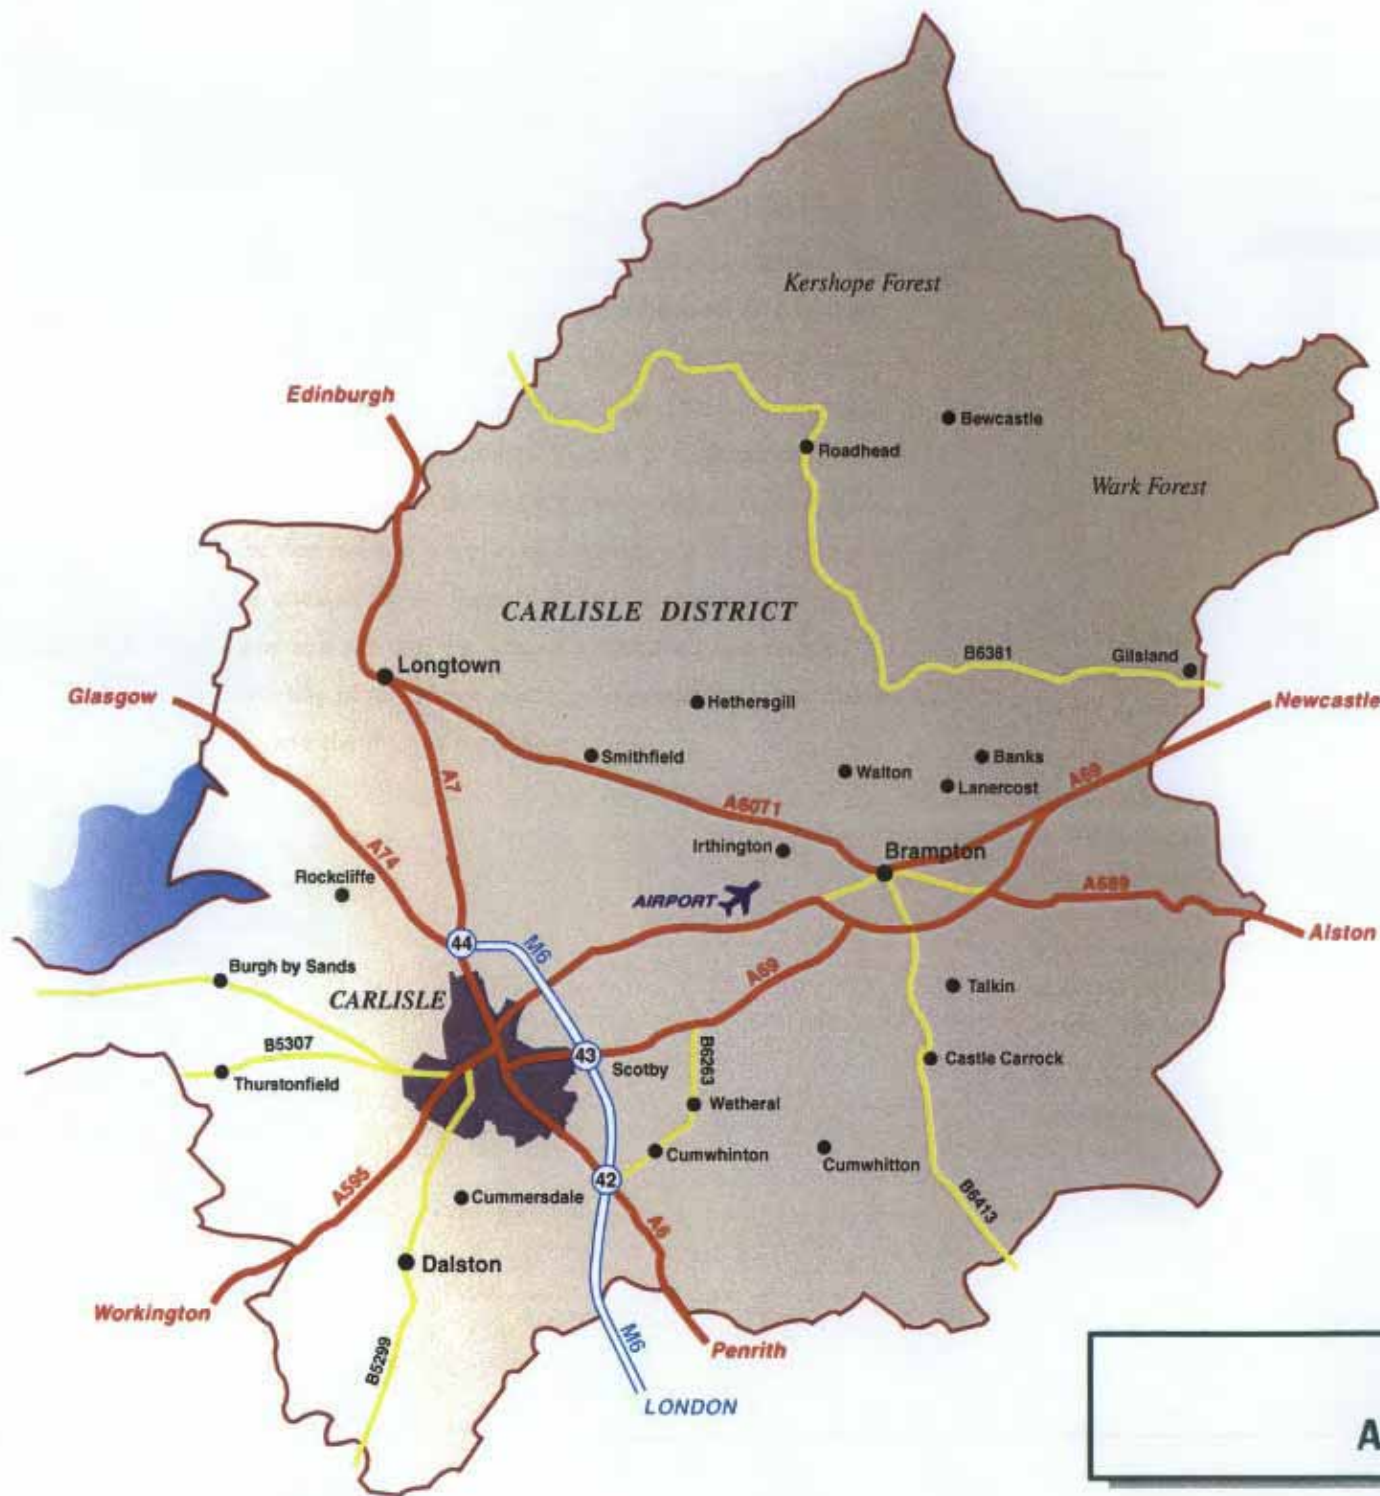 Kershope Forest
Edinburgh
Bewcastle
Roadhead
Wark Forest
CARLISLE DISTRICT
B6381
Gilsland
Longtown
Glasgow
Hethersgill
Newcastle
Smithfield
Banks
Walton
A69
A7
Lanercost
A6071
Irthington
Brampton
A74
Rockcliffe
AIRPORT
A689
Alston
44
M6
Burgh by Sands
A69
CARLISLE
Talkin
B5307
43
Scotby
B6263
Castle Carrock
Thurstonfield
Wetheral
Cumwhinton
Cumwhitton
A595
42
Cummersdale
B6413
A6
Dalston
Workington
M6
Penrith
B5299
LONDON
A